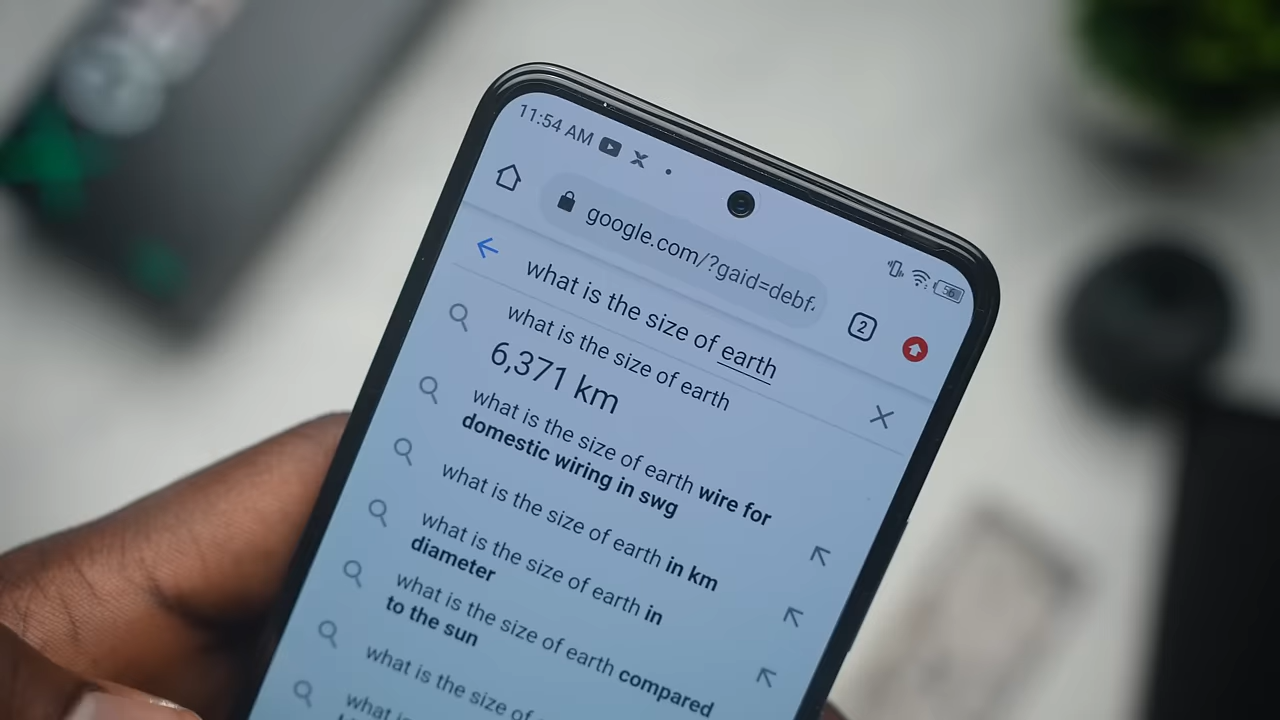 11:54 AM
56
google.com/?gaid=debf
2
what is the size of earth
what is the size of earth
6,371 km
what is the size of earth wire for
domestic wiring in swg
what is the size of earth in km
what is the size of earth in
diameter
what is the size of earth compared
to the sun
what is the size of
what is